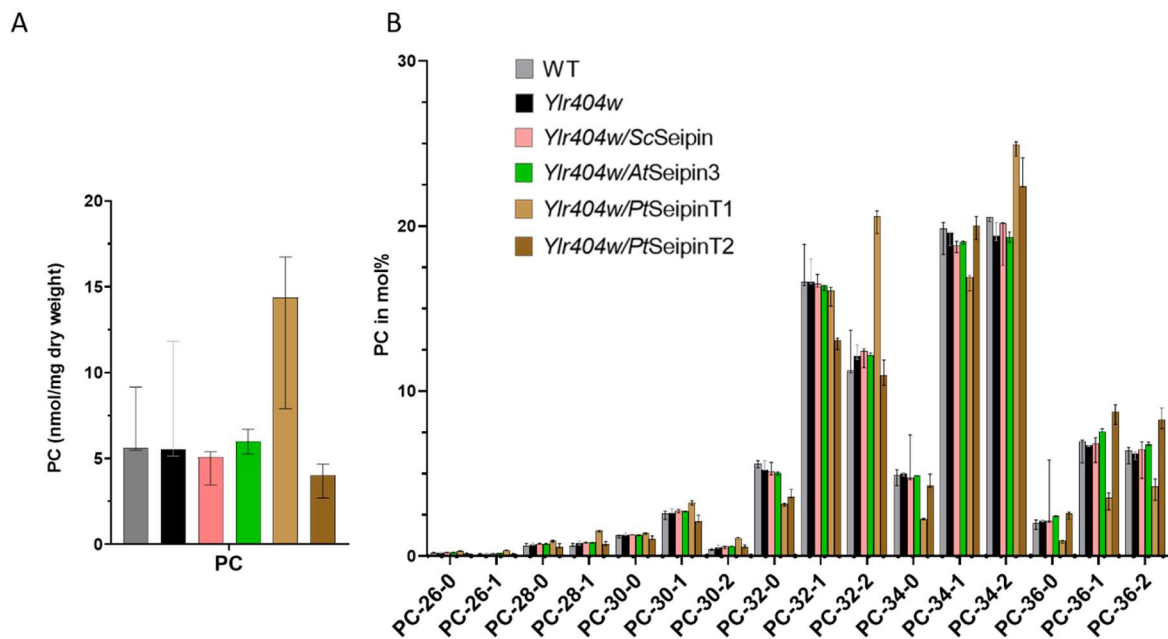 A
B
PC (nmol/mg dry weight)
20
15
10
5
0
PC
PC in mol%
30
20
10
0
WT
Ylr404w
Ylr404w/ScSeipin
Ylr404w/AtSeipin3
Ylr404w/PtSeipinT1
Ylr404w/PtSeipinT2
PC-26-0
PC-26-1
PC-28-0
PC-28-1
PC-30-0
PC-30-1
PC-30-2
PC-32-0
PC-32-1
PC-32-2
PC-34-0
PC-34-1
PC-34-2
PC-36-0
PC-36-1
PC-36-2